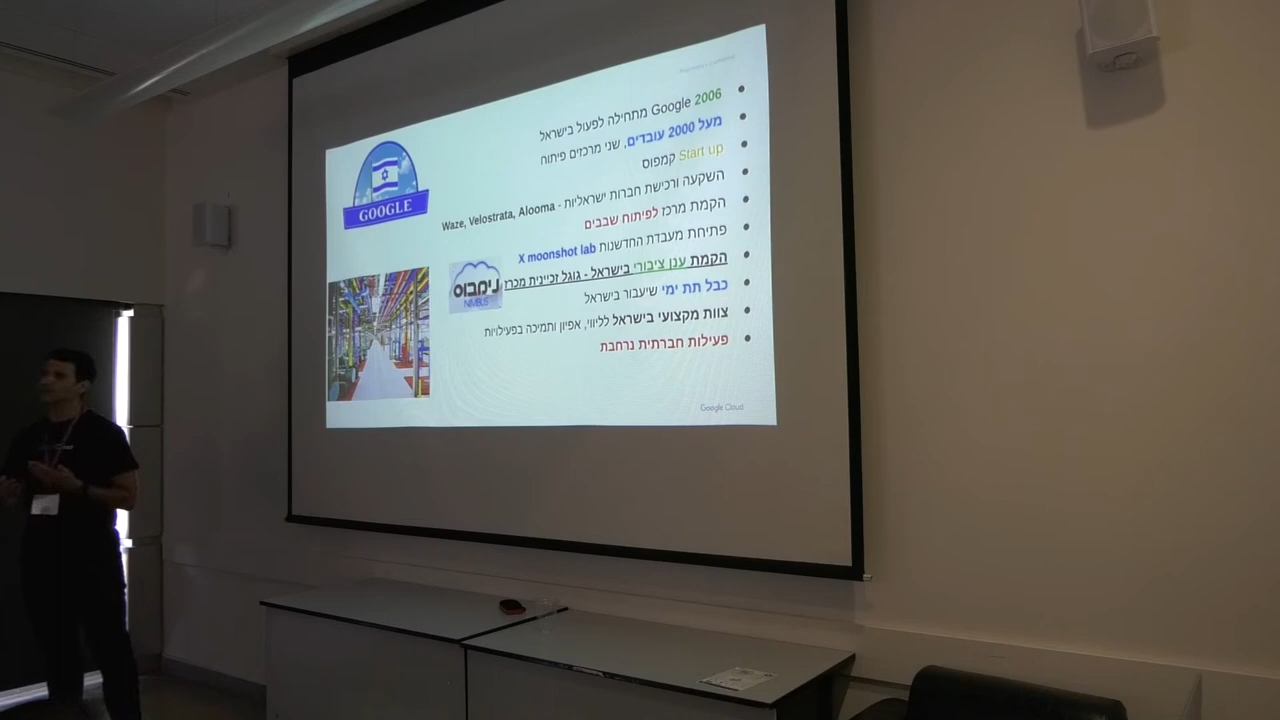 Google 2006 מתחילה לפעול בישראל
מעל 2000 עובדים, שני מרכזים פיתוח
Start up קמפוס
השקעה ורכישת חברות ישראליות - Waze, Velostrata, Alooma
הקמת מרכז לפיתוח שבבים
פתיחת מעבדת החדשנות X moonshot lab
הקמת ענן ציבורי בישראל - גוגל זכיינית מכרז
נימבוס
NIMBUS
כבל תת ימי שיעבור בישראל
צוות מקצועי בישראל לליווי, אפיון ותמיכה בפעילויות
פעילות חברתית נרחבת
GOOGLE
Google Cloud